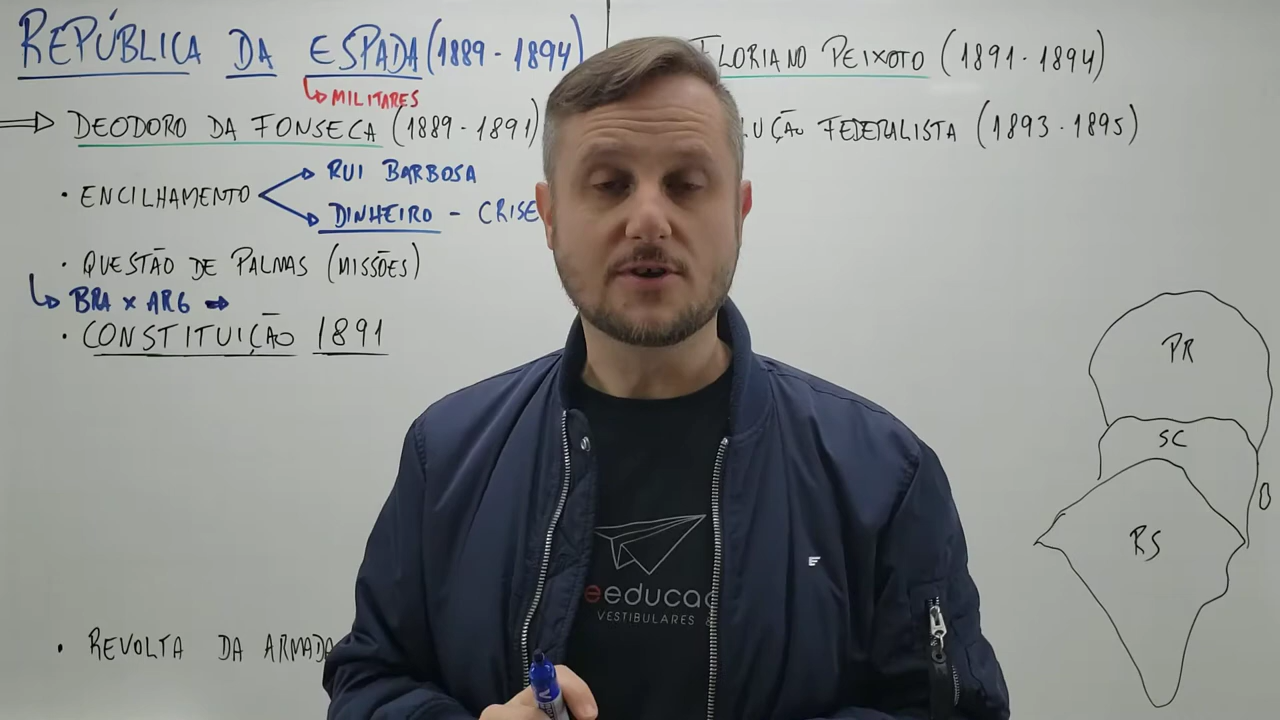 REPÚBLICA DA ESPADA (1889 - 1894)
MILITARES
DEODORO DA FONSECA (1889 - 1891)
• ENCILHAMENTO
RUI BARBOSA
DINHEIRO - CRISE
• QUESTÃO DE PALMAS (MISSÕES)
BRA x ARG
• CONSTITUIÇÃO 1891
• REVOLTA DA ARMADA
FLORIANO PEIXOTO (1891 - 1894)
FEDERALISTA (1893 - 1895)
PR
SC
RS
VESTIBULARES